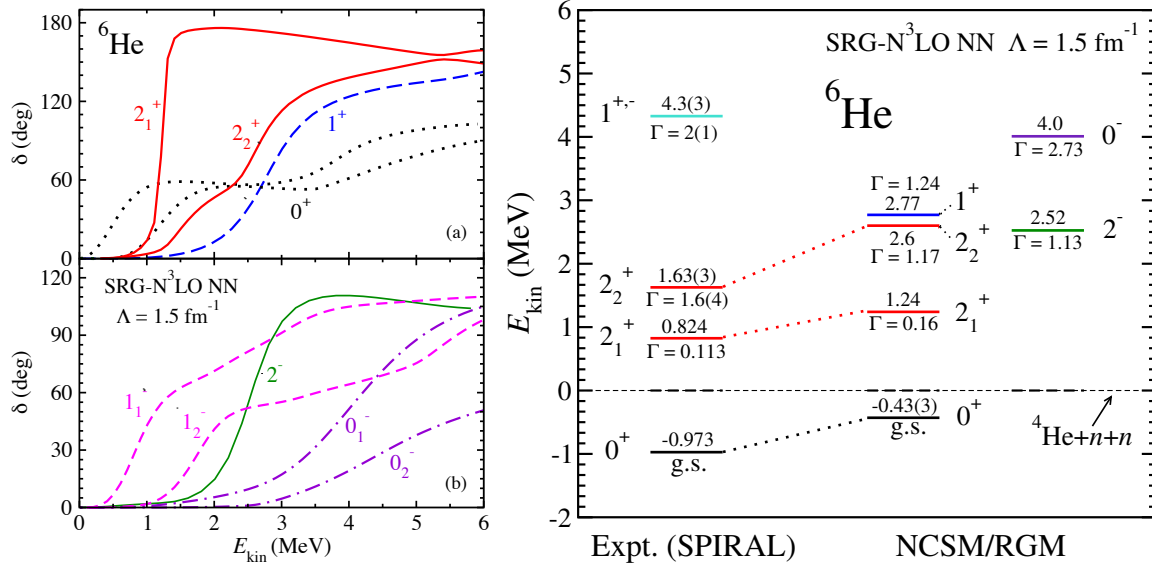 180
120
60
0
δ (deg)
⁶He
2₁⁺
2₂⁺
1⁺
0⁺
(a)
120
90
60
30
0
δ (deg)
SRG-N³LO NN
Λ = 1.5 fm⁻¹
1₁
1₂⁻
2⁻
0₁⁻
0₂⁻
(b)
0 1 2 3 4 5 6
E_kin (MeV)
6
5
4
3
2
1
0
-1
-2
E_kin (MeV)
SRG-N³LO NN Λ = 1.5 fm⁻¹
⁶He
1⁺,⁻ 4.3(3)
Γ = 2(1)
4.0 0⁻
Γ = 2.73
Γ = 1.24
2.77 1⁺
2.6 2₂⁺
Γ = 1.17
2.52 2⁻
Γ = 1.13
2₂⁺ 1.63(3)
Γ = 1.6(4)
2₁⁺ 0.824
Γ = 0.113
1.24 2₁⁺
Γ = 0.16
0⁺ -0.973
g.s.
-0.43(3) 0⁺
g.s.
⁴He+n+n
Expt. (SPIRAL) NCSM/RGM